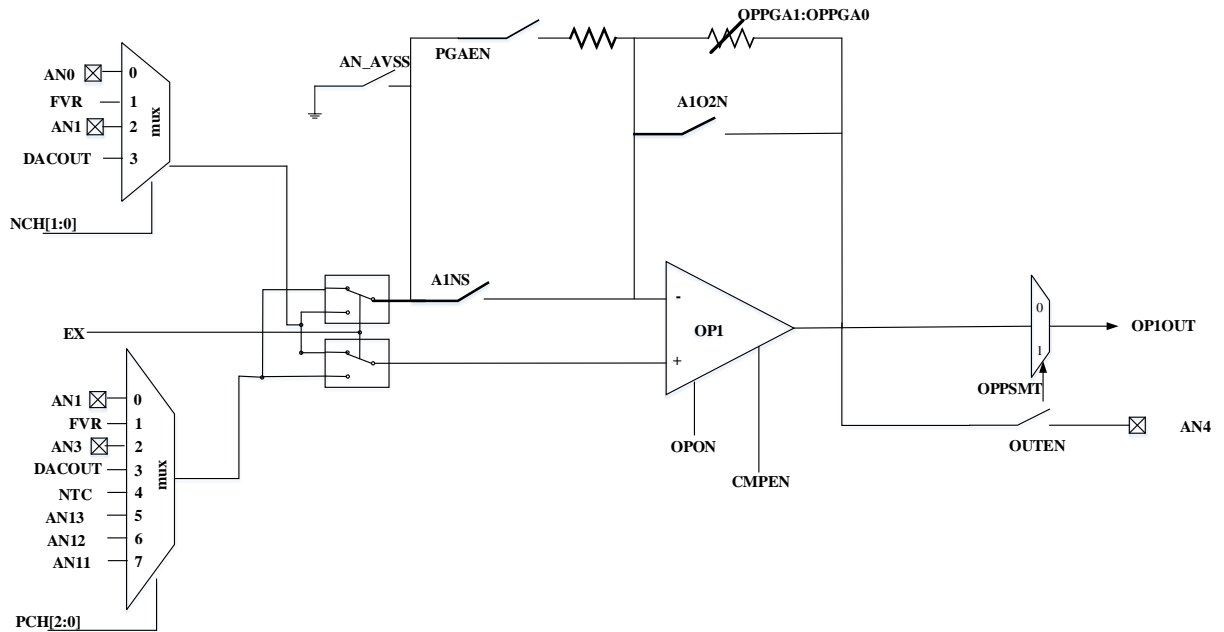 OPPGA1:OPPGA0
PGAEN
AN_AVSS
AN0 0
FVR 1
AN1 2
DACOUT 3
mux
NCH[1:0]
A1O2N
A1NS
EX
-
OP1
+
OPON
CMPEN
0
1
OP1OUT
OPPSMT
OUTEN
AN4
AN1 0
FVR 1
AN3 2
DACOUT 3
NTC 4
AN13 5
AN12 6
AN11 7
mux
PCH[2:0]